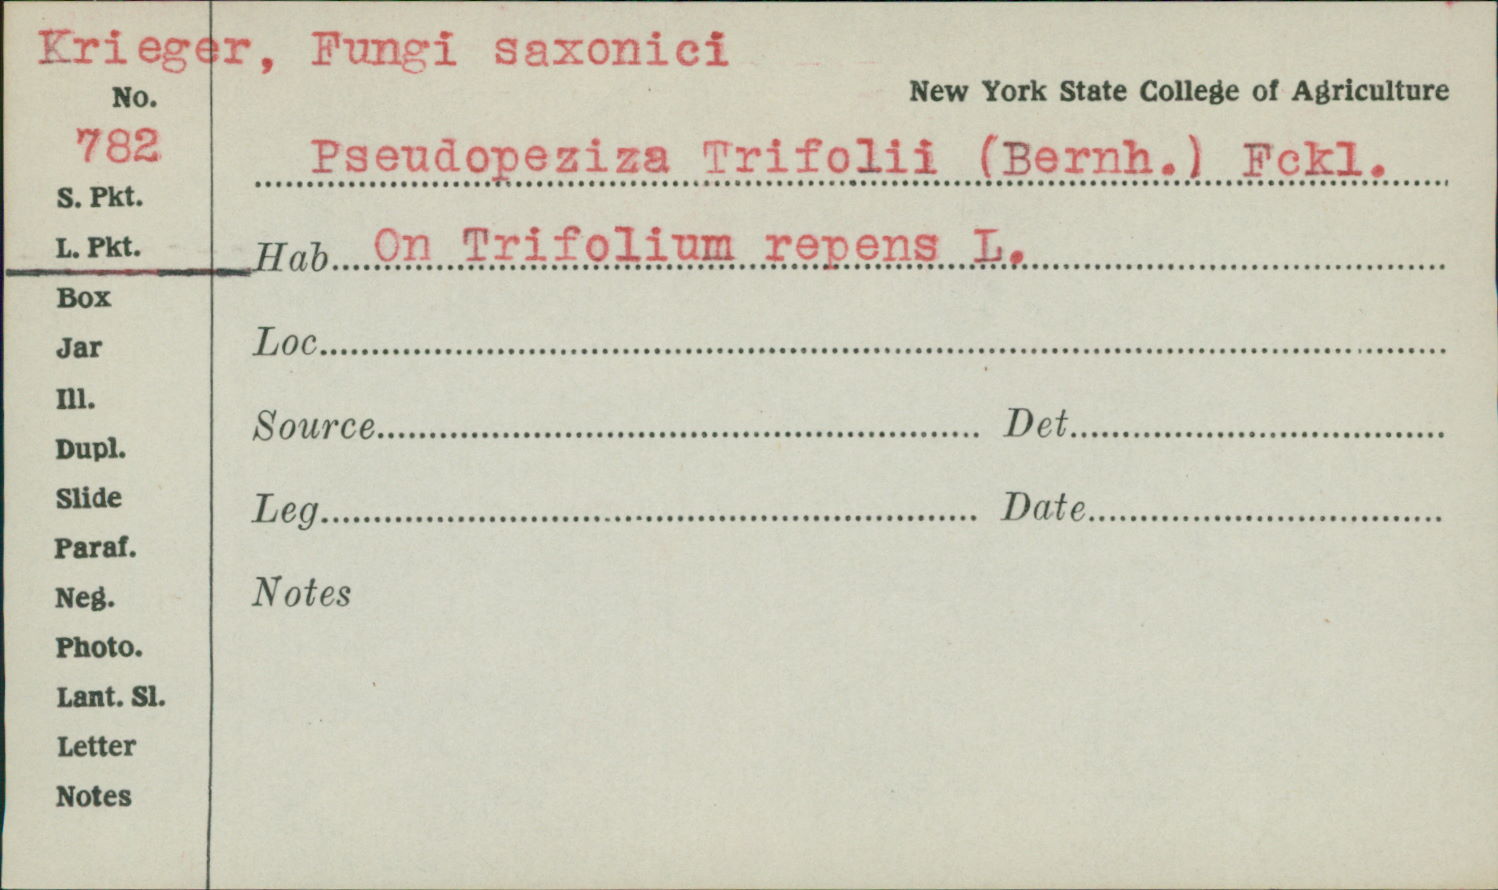 Krieger, Fungi saxonici
No.
New York State College of Agriculture
782
Pseudopeziza Trifolii (Bernh.) Fckl.
S. Pkt.
L. Pkt.
Hab. On Trifolium repens L.
Box
Jar
Loc.
Ill.
Source Det.
Dupl.
Slide
Leg. Date
Paraf.
Neg.
Notes
Photo.
Lant. Sl.
Letter
Notes